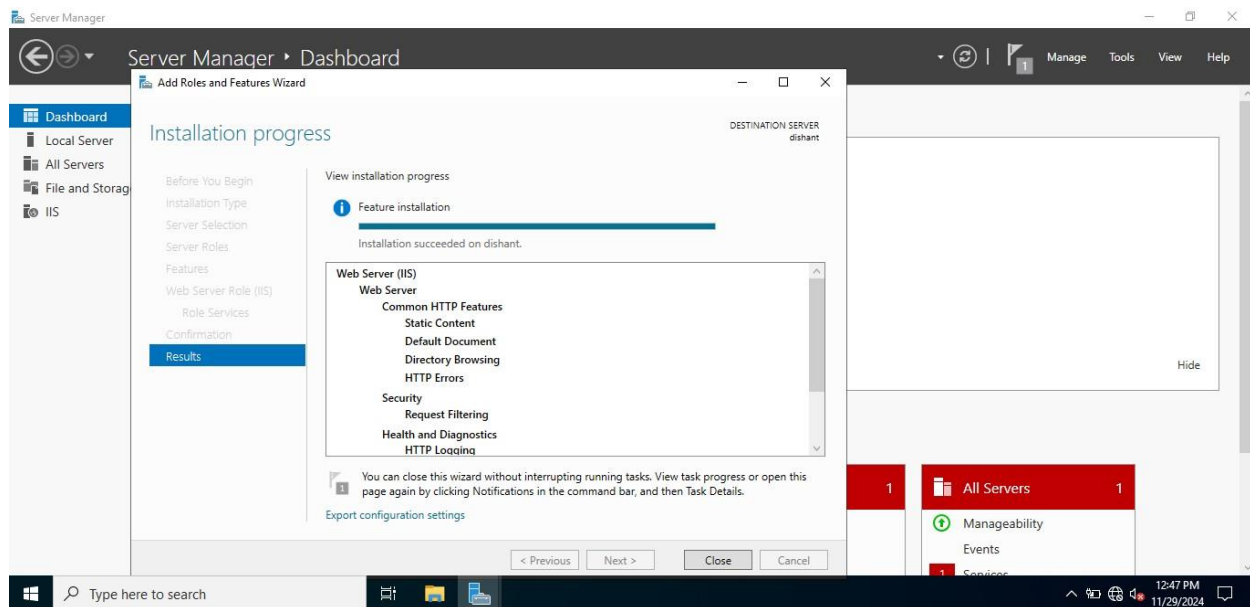 Server Manager
Server Manager • Dashboard
Manage Tools View Help
1
Dashboard
Local Server
All Servers
File and Storag
IIS
Add Roles and Features Wizard
Installation progress
DESTINATION SERVER
dishant
Before You Begin
Installation Type
Server Selection
Server Roles
Features
Web Server Role (IIS)
Role Services
Confirmation
Results
View installation progress
Feature installation
Installation succeeded on dishant.
Web Server (IIS)
Web Server
Common HTTP Features
Static Content
Default Document
Directory Browsing
HTTP Errors
Security
Request Filtering
Health and Diagnostics
HTTP Logging
1
You can close this wizard without interrupting running tasks. View task progress or open this
page again by clicking Notifications in the command bar, and then Task Details.
Export configuration settings
< Previous Next > Close Cancel
Hide
1
All Servers 1
Manageability
Events
1 Services
Type here to search
12:47 PM
11/29/2024